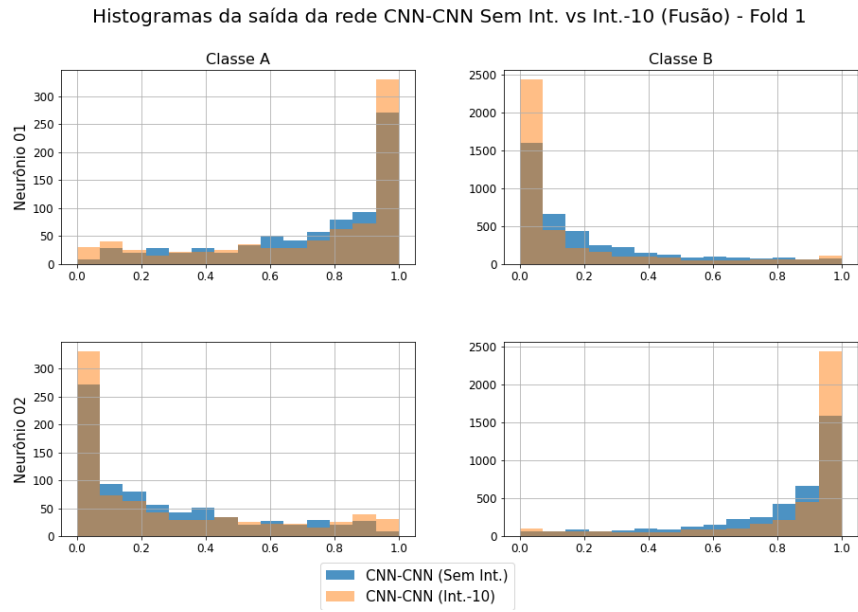 Histogramas da saída da rede CNN-CNN Sem Int. vs Int.-10 (Fusão) - Fold 1
Classe A
Classe B
Neurônio 01
300
250
200
150
100
50
0
0.0 0.2 0.4 0.6 0.8 1.0
2500
2000
1500
1000
500
0
0.0 0.2 0.4 0.6 0.8 1.0
Neurônio 02
300
250
200
150
100
50
0
0.0 0.2 0.4 0.6 0.8 1.0
2500
2000
1500
1000
500
0
0.0 0.2 0.4 0.6 0.8 1.0
CNN-CNN (Sem Int.)
CNN-CNN (Int.-10)